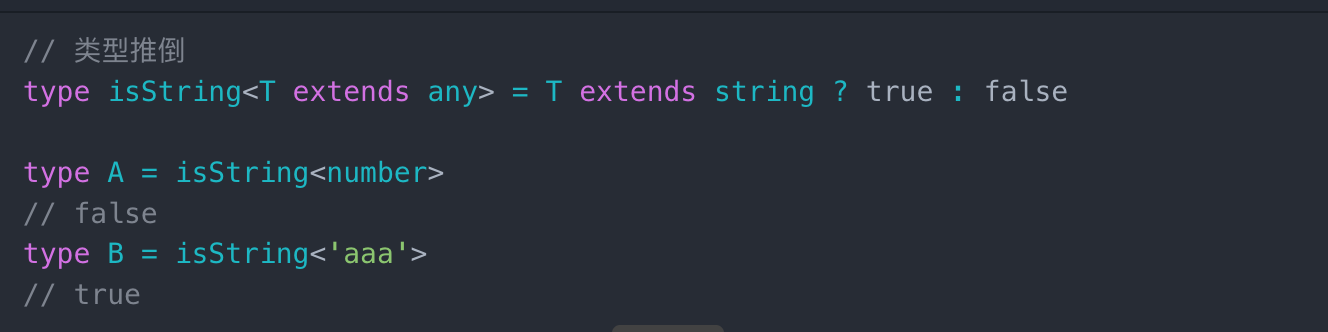 // 类型推倒
type isString<T extends any> = T extends string ? true : false
type A = isString<number>
// false
type B = isString<'aaa'>
// true